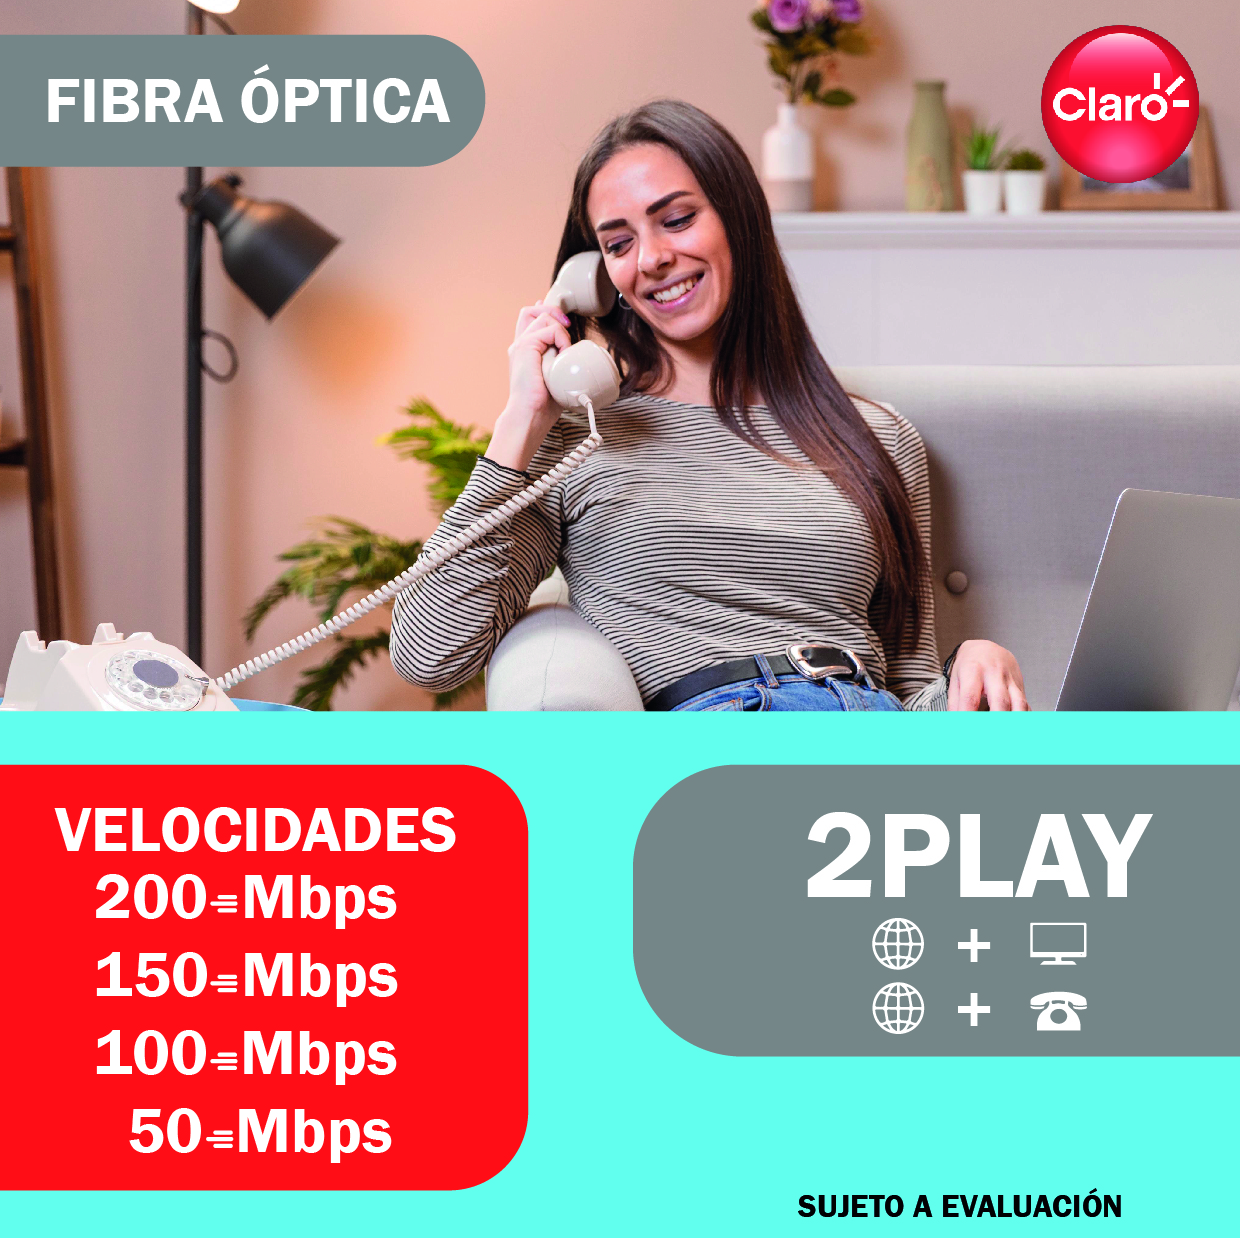 FIBRA ÓPTICA
Claro
VELOCIDADES
200 Mbps
150 Mbps
100 Mbps
50 Mbps
2PLAY
+
+
SUJETO A EVALUACIÓN